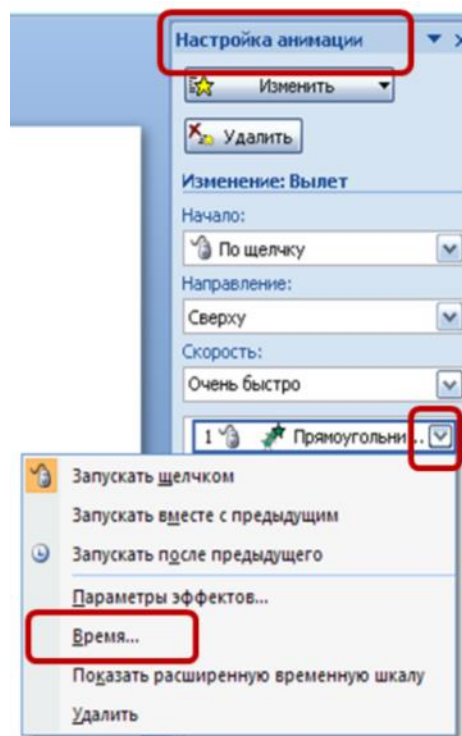 Настройка анимации
Изменить
Удалить
Изменение: Вылет
Начало:
По щелчку
Направление:
Сверху
Скорость:
Очень быстро
1 Прямоугольни...
Запускать щелчком
Запускать вместе с предыдущим
Запускать после предыдущего
Параметры эффектов...
Время...
Показать расширенную временную шкалу
Удалить